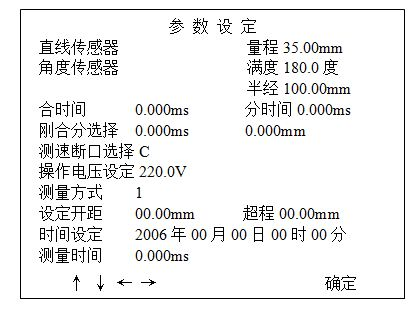 参 数 设 定
直线传感器 量程 35.00mm
角度传感器 满度 180.0 度
半经 100.00mm
合时间 0.000ms 分时间 0.000ms
刚合分选择 0.000ms 0.000mm
测速断口选择 C
操作电压设定 220.0V
测量方式 1
设定开距 00.00mm 超程 00.00mm
时间设定 2006 年 00 月 00 日 00 时 00 分
测量时间 0.000ms
↑ ↓ ← → 确定